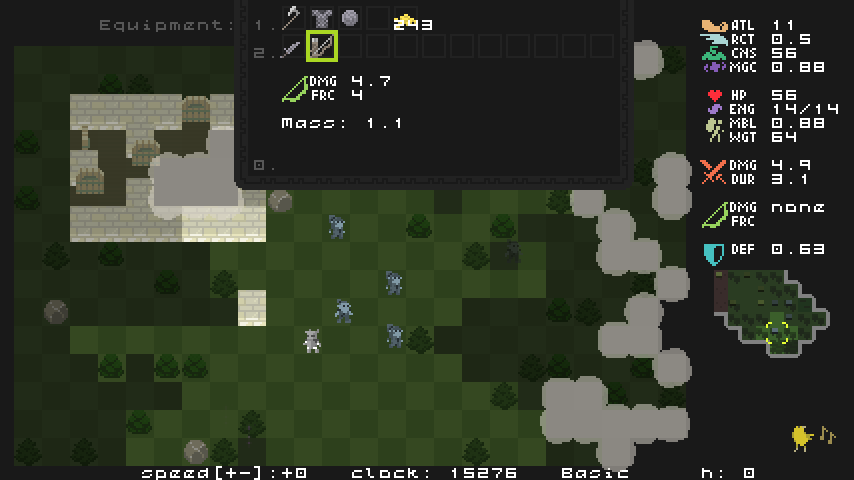 Equipment:
1. 243
2.
DMG 4.7
FRC 4
Mass: 1.1
0.
ATL 11
RCT 0.5
CNS 56
MGC 0.88
HP 56
ENG 14/14
MBL 0.88
WGT 64
DMG 4.9
DUR 3.1
DMG none
FRC
DEF 0.63
speed[+-]:+0 clock: 15276 Basic h: 0